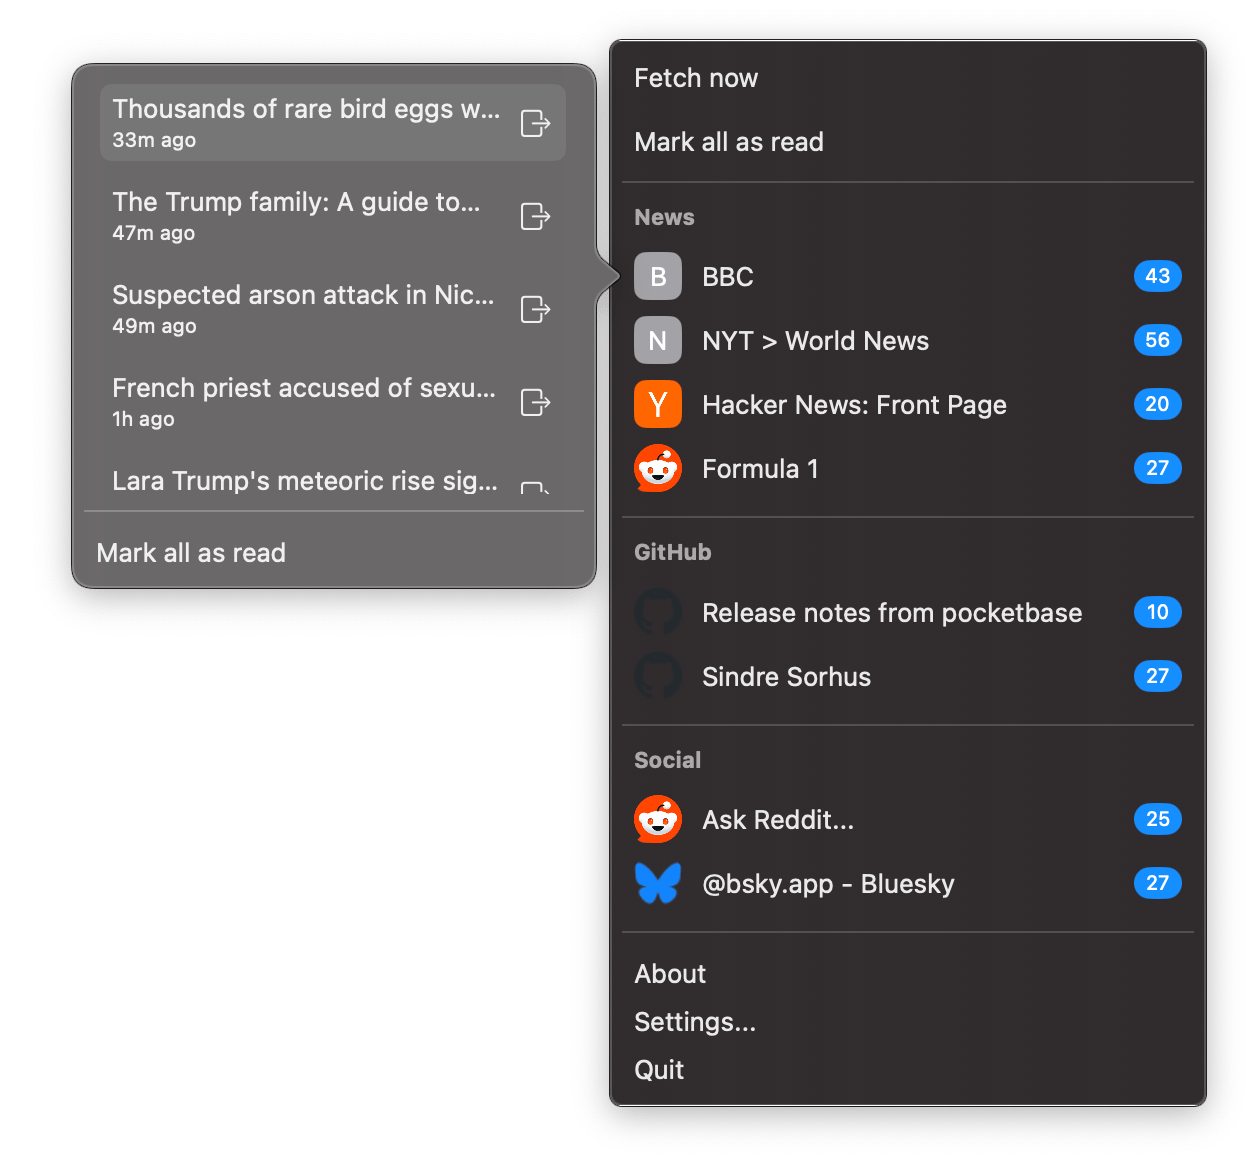 Thousands of rare bird eggs w...
33m ago
The Trump family: A guide to...
47m ago
Suspected arson attack in Nic...
49m ago
French priest accused of sexu...
1h ago
Lara Trump's meteoric rise sig...
Mark all as read
Fetch now
Mark all as read
News
B BBC 43
N NYT > World News 56
Y Hacker News: Front Page 20
Formula 1 27
GitHub
Release notes from pocketbase 10
Sindre Sorhus 27
Social
Ask Reddit... 25
@bsky.app - Bluesky 27
About
Settings...
Quit